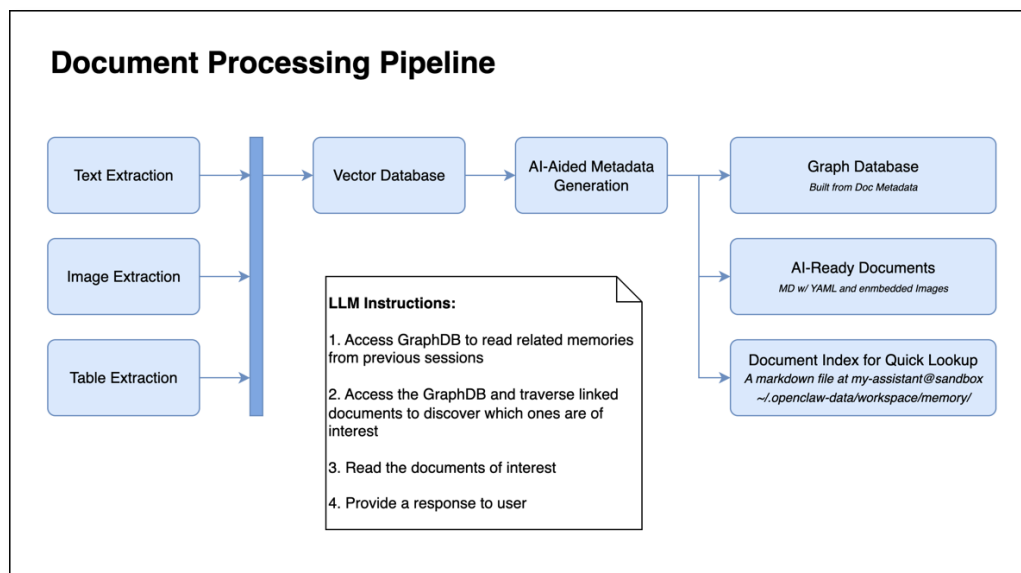 Document Processing Pipeline
Text Extraction
Image Extraction
Table Extraction
Vector Database
AI-Aided Metadata
Generation
Graph Database
Built from Doc Metadata
AI-Ready Documents
MD w/ YAML and enmbedded Images
Document Index for Quick Lookup
A markdown file at my-assistant@sandbox
~/.openclaw-data/workspace/memory/
LLM Instructions:
1. Access GraphDB to read related memories
from previous sessions
2. Access the GraphDB and traverse linked
documents to discover which ones are of
interest
3. Read the documents of interest
4. Provide a response to user